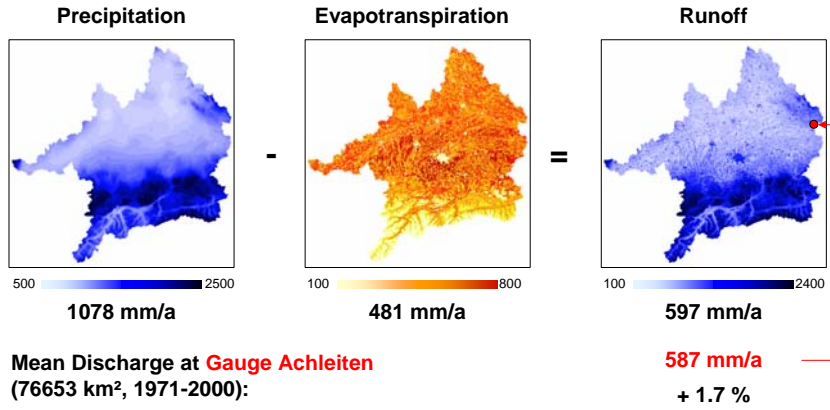 Precipitation Evapotranspiration Runoff
- =
500 2500 100 800 100 2400
1078 mm/a 481 mm/a 597 mm/a
Mean Discharge at Gauge Achleiten 587 mm/a
(76653 km², 1971-2000): + 1.7 %